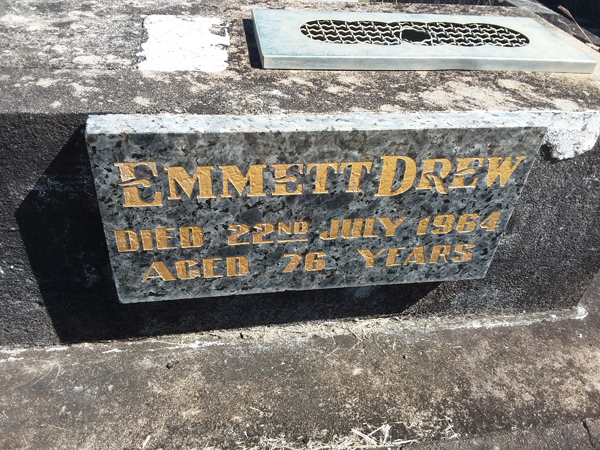 EMMETT DREW
DIED 22ND JULY 1964
AGED 76 YEARS